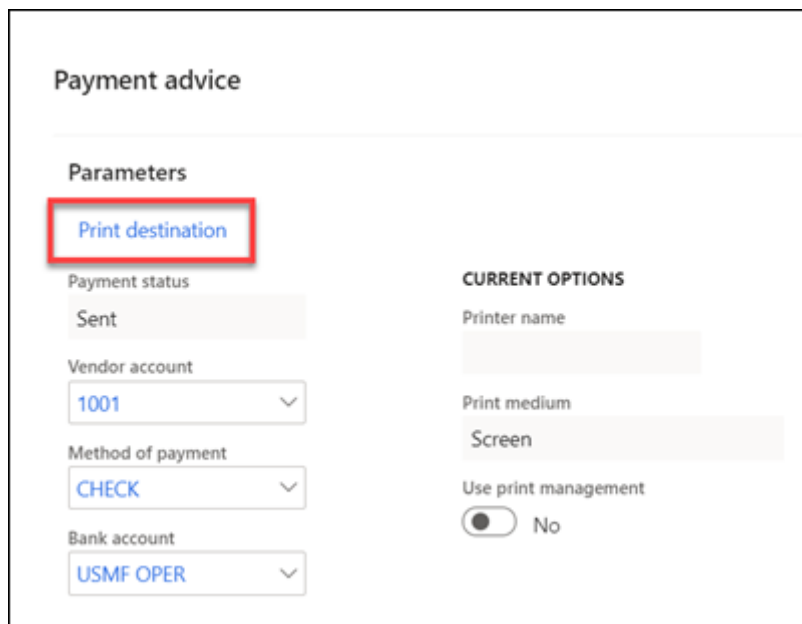 Payment advice
Parameters
Print destination
Payment status
Sent
Vendor account
1001
Method of payment
CHECK
Bank account
USMF OPER
CURRENT OPTIONS
Printer name
Print medium
Screen
Use print management
No